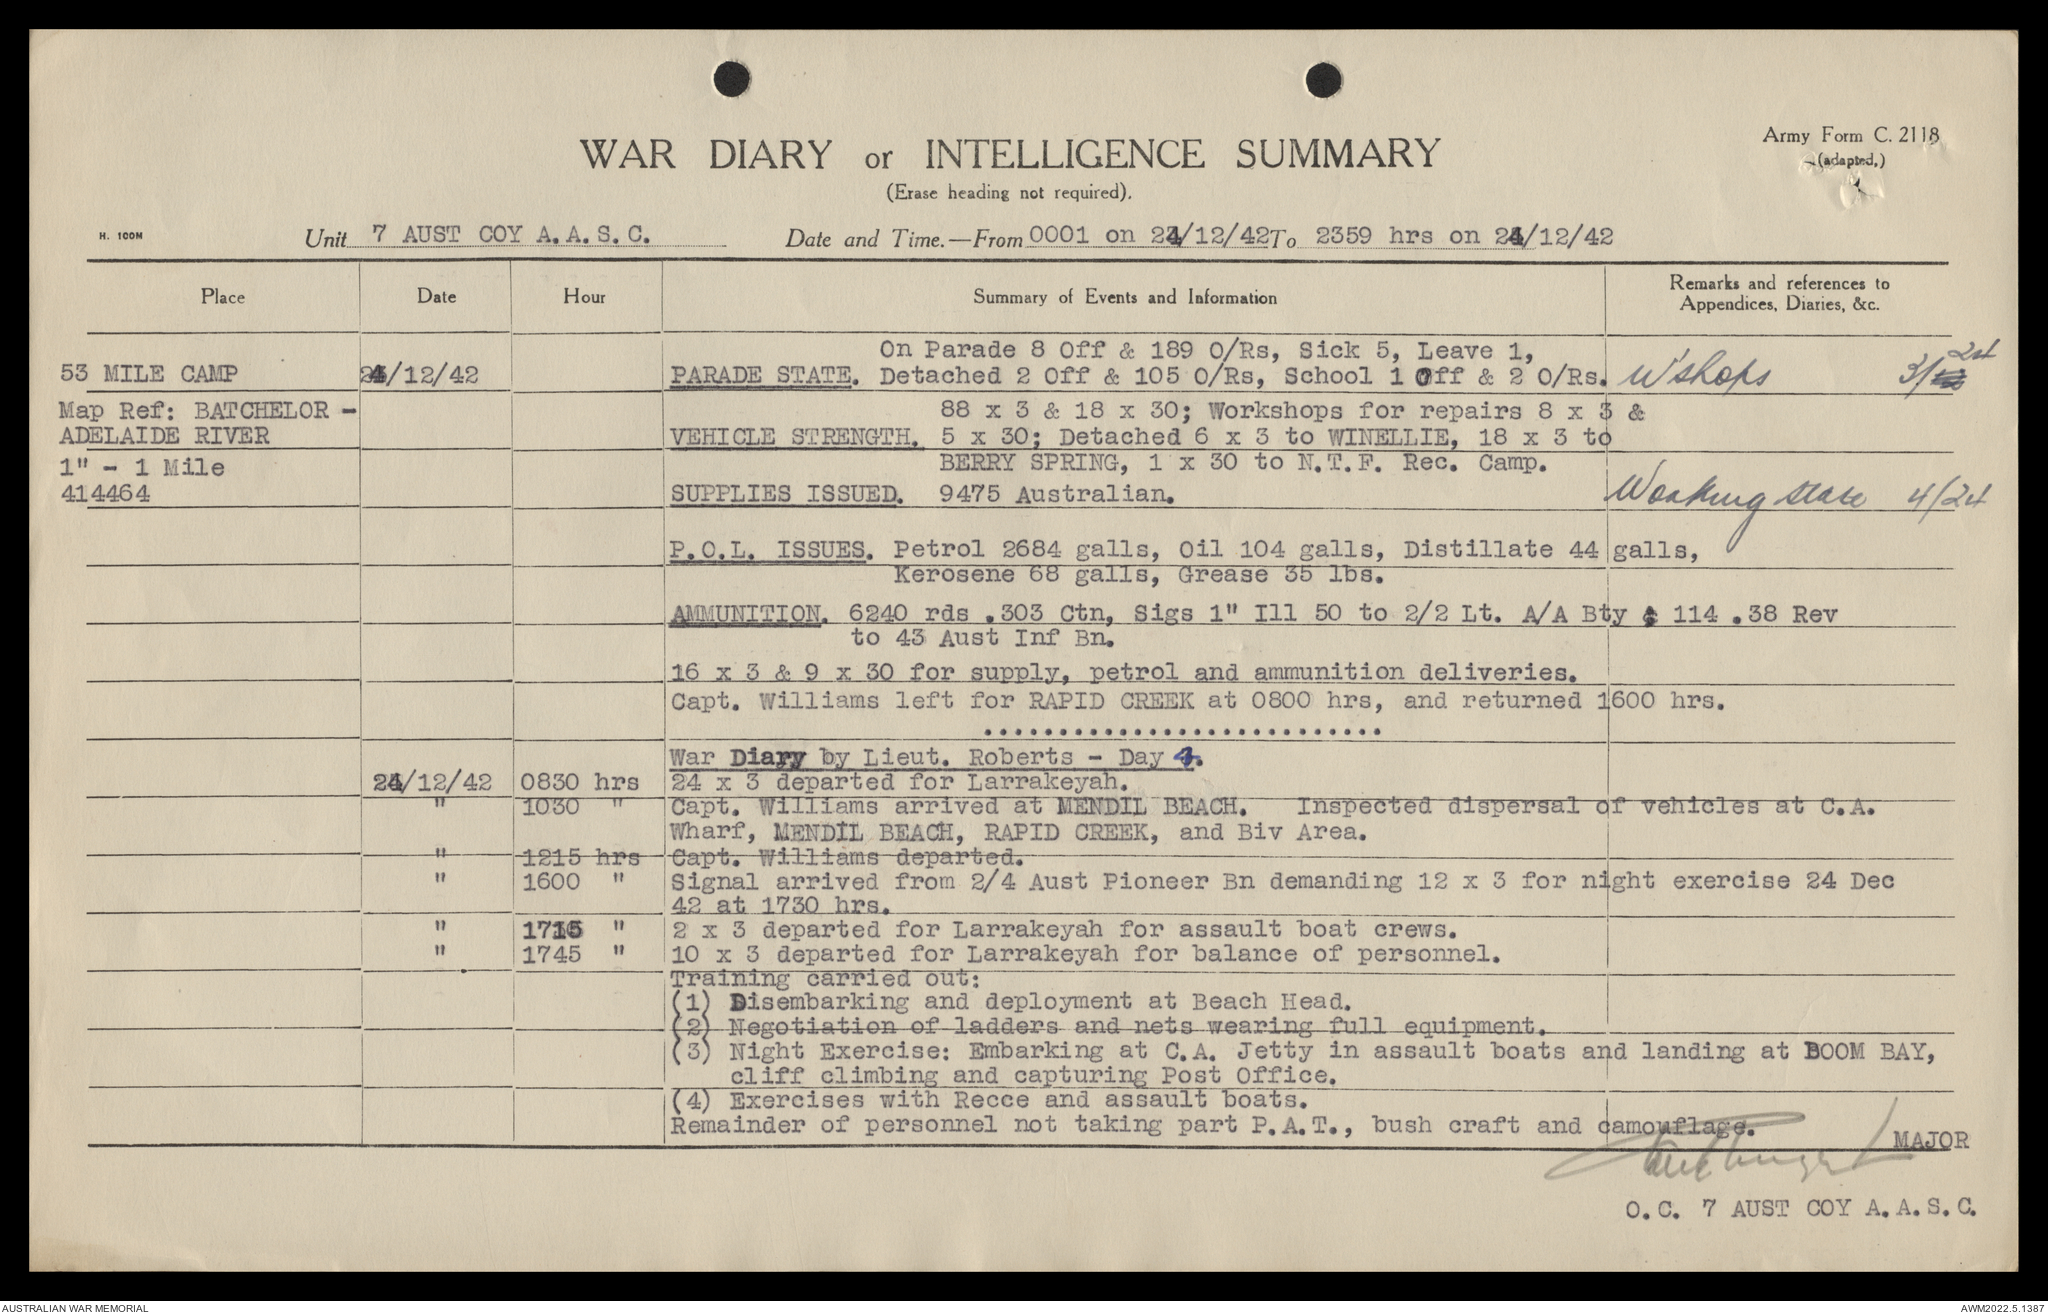 WAR DIARY or INTELLIGENCE SUMMARY
(Erase heading not required).
Army Form C. 2118
(adapted,)
H. 100M
Unit 7 AUST COY A.A.S.C. Date and Time.—From 0001 on 24/12/42 To 2359 hrs on 24/12/42
Place Date Hour Summary of Events and Information Remarks and references to
Appendices, Diaries, &c.
On Parade 8 Off & 189 O/Rs, Sick 5, Leave 1,
53 MILE CAMP 24/12/42 PARADE STATE. Detached 2 Off & 105 O/Rs, School 1 Off & 2 O/Rs. W'shops 3/24
Map Ref: BATCHELOR - 88 x 3 & 18 x 30; Workshops for repairs 8 x 3 &
ADELAIDE RIVER VEHICLE STRENGTH. 5 x 30; Detached 6 x 3 to WINELLIE, 18 x 3 to
1" - 1 Mile BERRY SPRING, 1 x 30 to N.T.F. Rec. Camp.
414464 SUPPLIES ISSUED. 9475 Australian. Working state 4/24
P.O.L. ISSUES. Petrol 2684 galls, Oil 104 galls, Distillate 44 galls,
Kerosene 68 galls, Grease 35 lbs.
AMMUNITION. 6240 rds .303 Ctn, Sigs 1" Ill 50 to 2/2 Lt. A/A Bty & 114 .38 Rev
to 43 Aust Inf Bn.
16 x 3 & 9 x 30 for supply, petrol and ammunition deliveries.
Capt. Williams left for RAPID CREEK at 0800 hrs, and returned 1600 hrs.
...........................
War Diary by Lieut. Roberts - Day 4.
24/12/42 0830 hrs 24 x 3 departed for Larrakeyah.
" 1030 " Capt. Williams arrived at MENDIL BEACH. Inspected dispersal of vehicles at C.A.
Wharf, MENDIL BEACH, RAPID CREEK, and Biv Area.
" 1215 hrs Capt. Williams departed.
" 1600 " Signal arrived from 2/4 Aust Pioneer Bn demanding 12 x 3 for night exercise 24 Dec
42 at 1730 hrs.
" 1715 " 2 x 3 departed for Larrakeyah for assault boat crews.
" 1745 " 10 x 3 departed for Larrakeyah for balance of personnel.
Training carried out:
(1) Disembarking and deployment at Beach Head.
(2) Negotiation of ladders and nets wearing full equipment.
(3) Night Exercise: Embarking at C.A. Jetty in assault boats and landing at DOOM BAY,
cliff climbing and capturing Post Office.
(4) Exercises with Recce and assault boats.
Remainder of personnel not taking part P.A.T., bush craft and camouflage.
MAJOR
O.C. 7 AUST COY A.A.S.C.
AUSTRALIAN WAR MEMORIAL AWM2022.5.1387